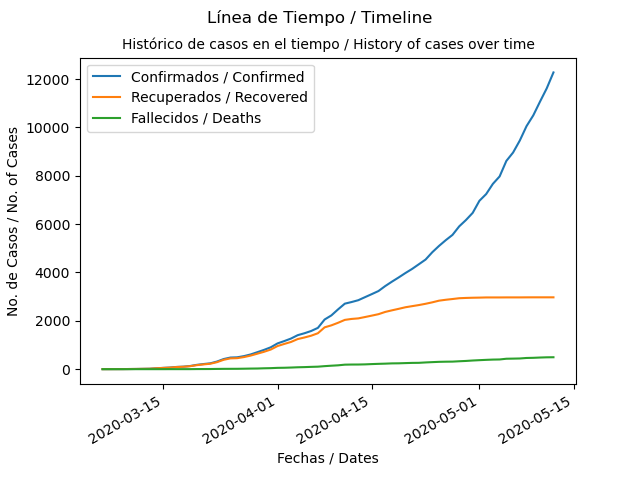 Línea de Tiempo / Timeline
Histórico de casos en el tiempo / History of cases over time
Confirmados / Confirmed
Recuperados / Recovered
Fallecidos / Deaths
No. de Casos / No. of Cases
12000
10000
8000
6000
4000
2000
0
2020-03-15
2020-04-01
2020-04-15
2020-05-01
2020-05-15
Fechas / Dates